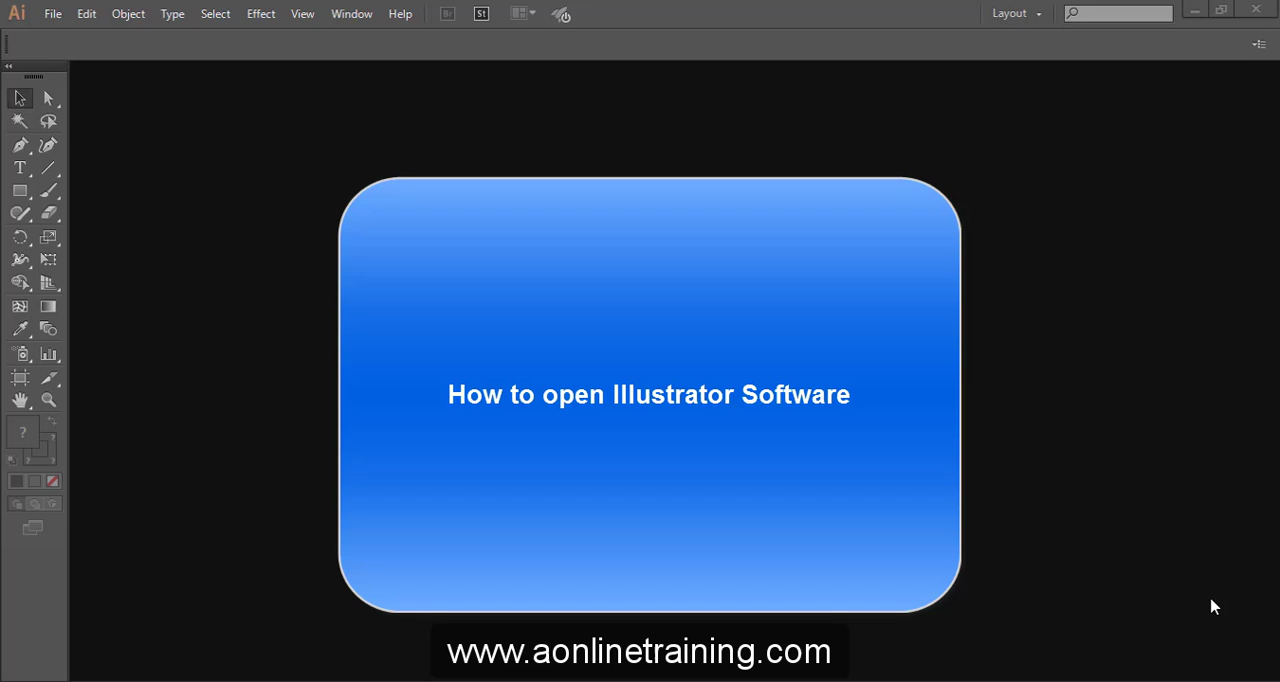 Ai File Edit Object Type Select Effect View Window Help Br St Layout
T
How to open Illustrator Software
?
? ? ?
www.aonlinetraining.com